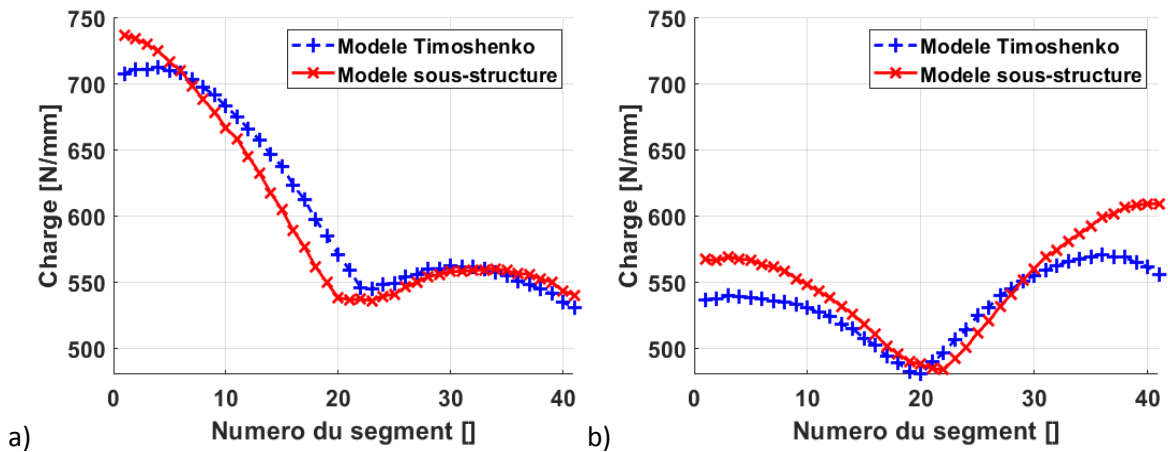 750
700
650
600
550
500
0
10
20
30
40
Charge [N/mm]
Numero du segment []
Modele Timoshenko
Modele sous-structure
a)
750
700
650
600
550
500
0
10
20
30
40
Charge [N/mm]
Numero du segment []
Modele Timoshenko
Modele sous-structure
b)